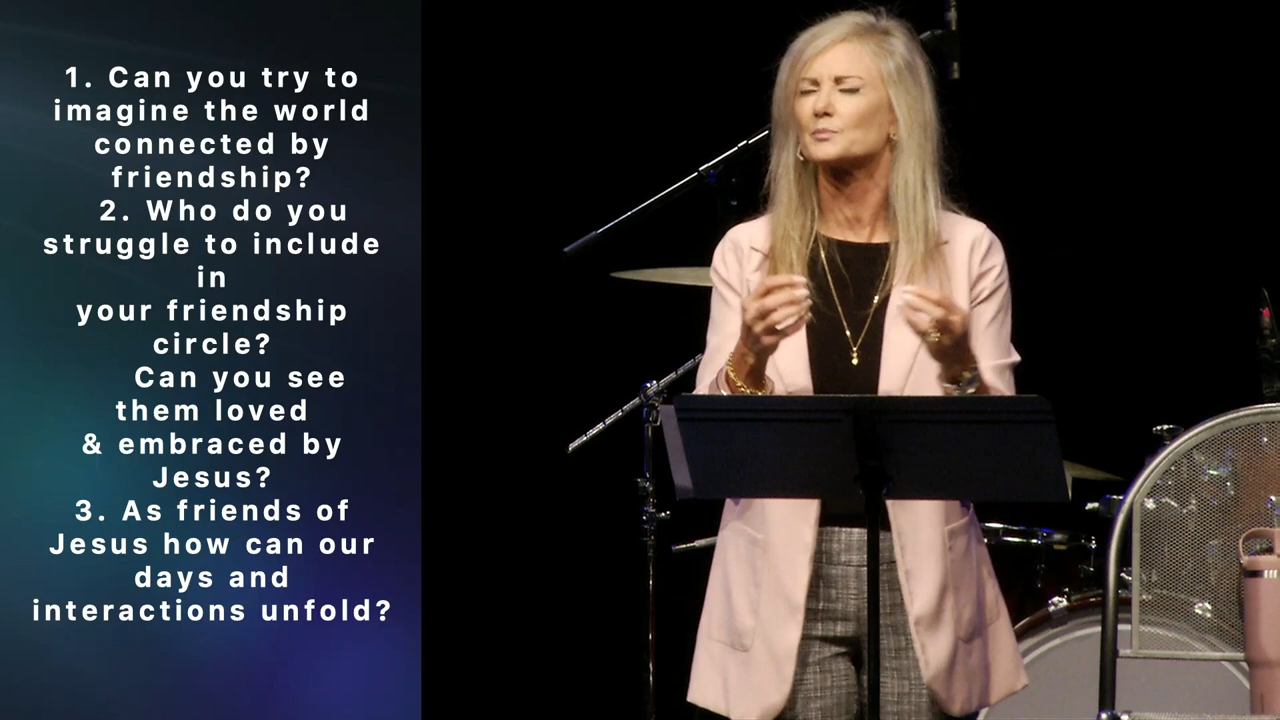 1. Can you try to
imagine the world
connected by
friendship?
2. Who do you
struggle to include
in
your friendship
circle?
Can you see
them loved
& embraced by
Jesus?
3. As friends of
Jesus how can our
days and
interactions unfold?